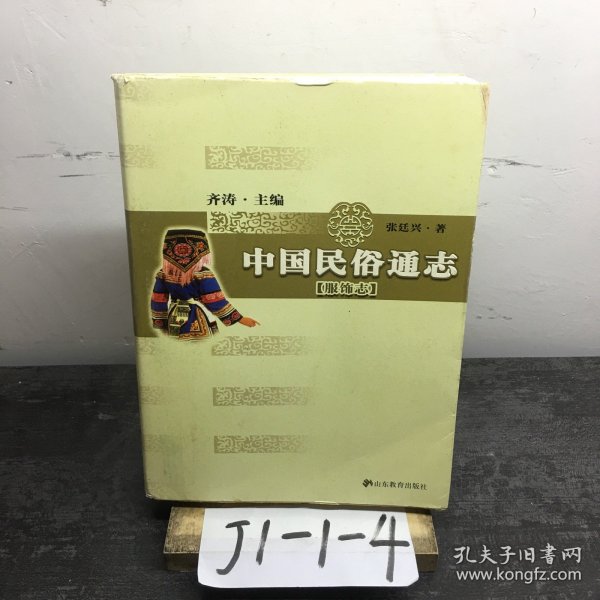 齐涛·主编
张廷兴·著
中国民俗通志
【服饰志】
山东教育出版社
J1-1-4
孔夫子旧书网
www.kongfz.com